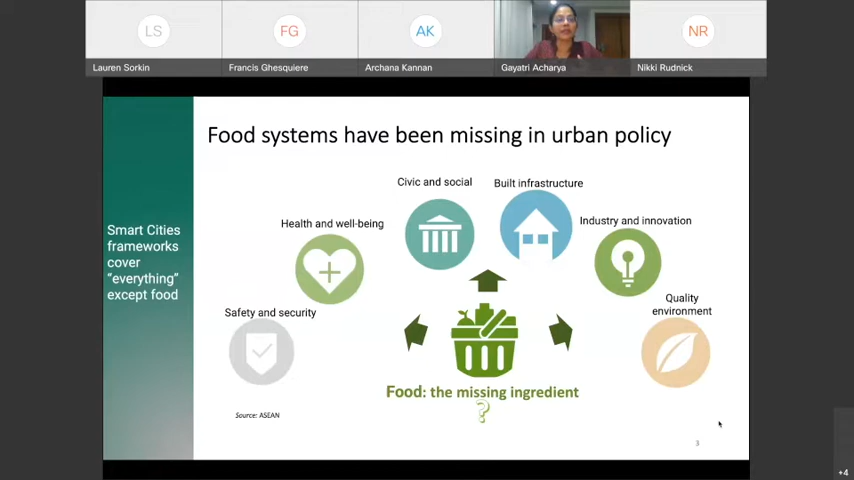 LS
FG
AK
NR
Lauren Sorkin
Francis Ghesquiere
Archana Kannan
Gayatri Acharya
Nikki Rudnick
Food systems have been missing in urban policy
Smart Cities
frameworks
cover
“everything”
except food
Civic and social
Built infrastructure
Health and well-being
Industry and innovation
Safety and security
Quality
environment
Food: the missing ingredient
?
Source: ASEAN
3
+4